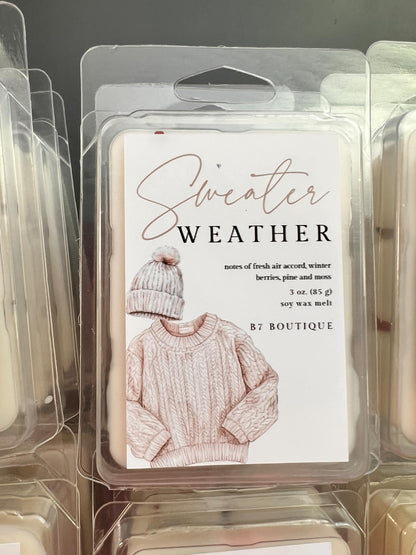 Sweater
WEATHER
notes of fresh air accord, winter
berries, pine and moss
3 oz. (85 g)
soy wax melt
B7 BOUTIQUE